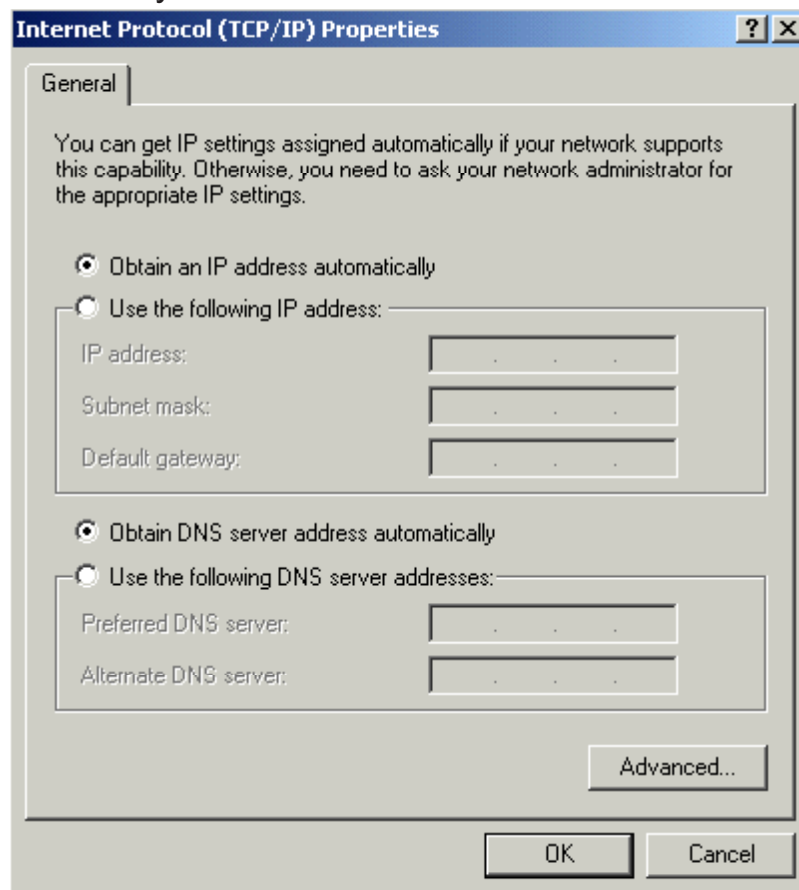 Internet Protocol (TCP/IP) Properties
General
You can get IP settings assigned automatically if your network supports
this capability. Otherwise, you need to ask your network administrator for
the appropriate IP settings.
Obtain an IP address automatically
Use the following IP address:
IP address:
Subnet mask:
Default gateway:
Obtain DNS server address automatically
Use the following DNS server addresses:
Preferred DNS server:
Alternate DNS server:
Advanced...
OK
Cancel